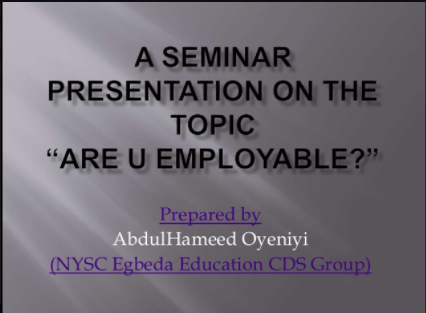 A SEMINAR
PRESENTATION ON THE
TOPIC
“ARE U EMPLOYABLE?”
Prepared by
AbdulHameed Oyeniyi
(NYSC Egbeda Education CDS Group)